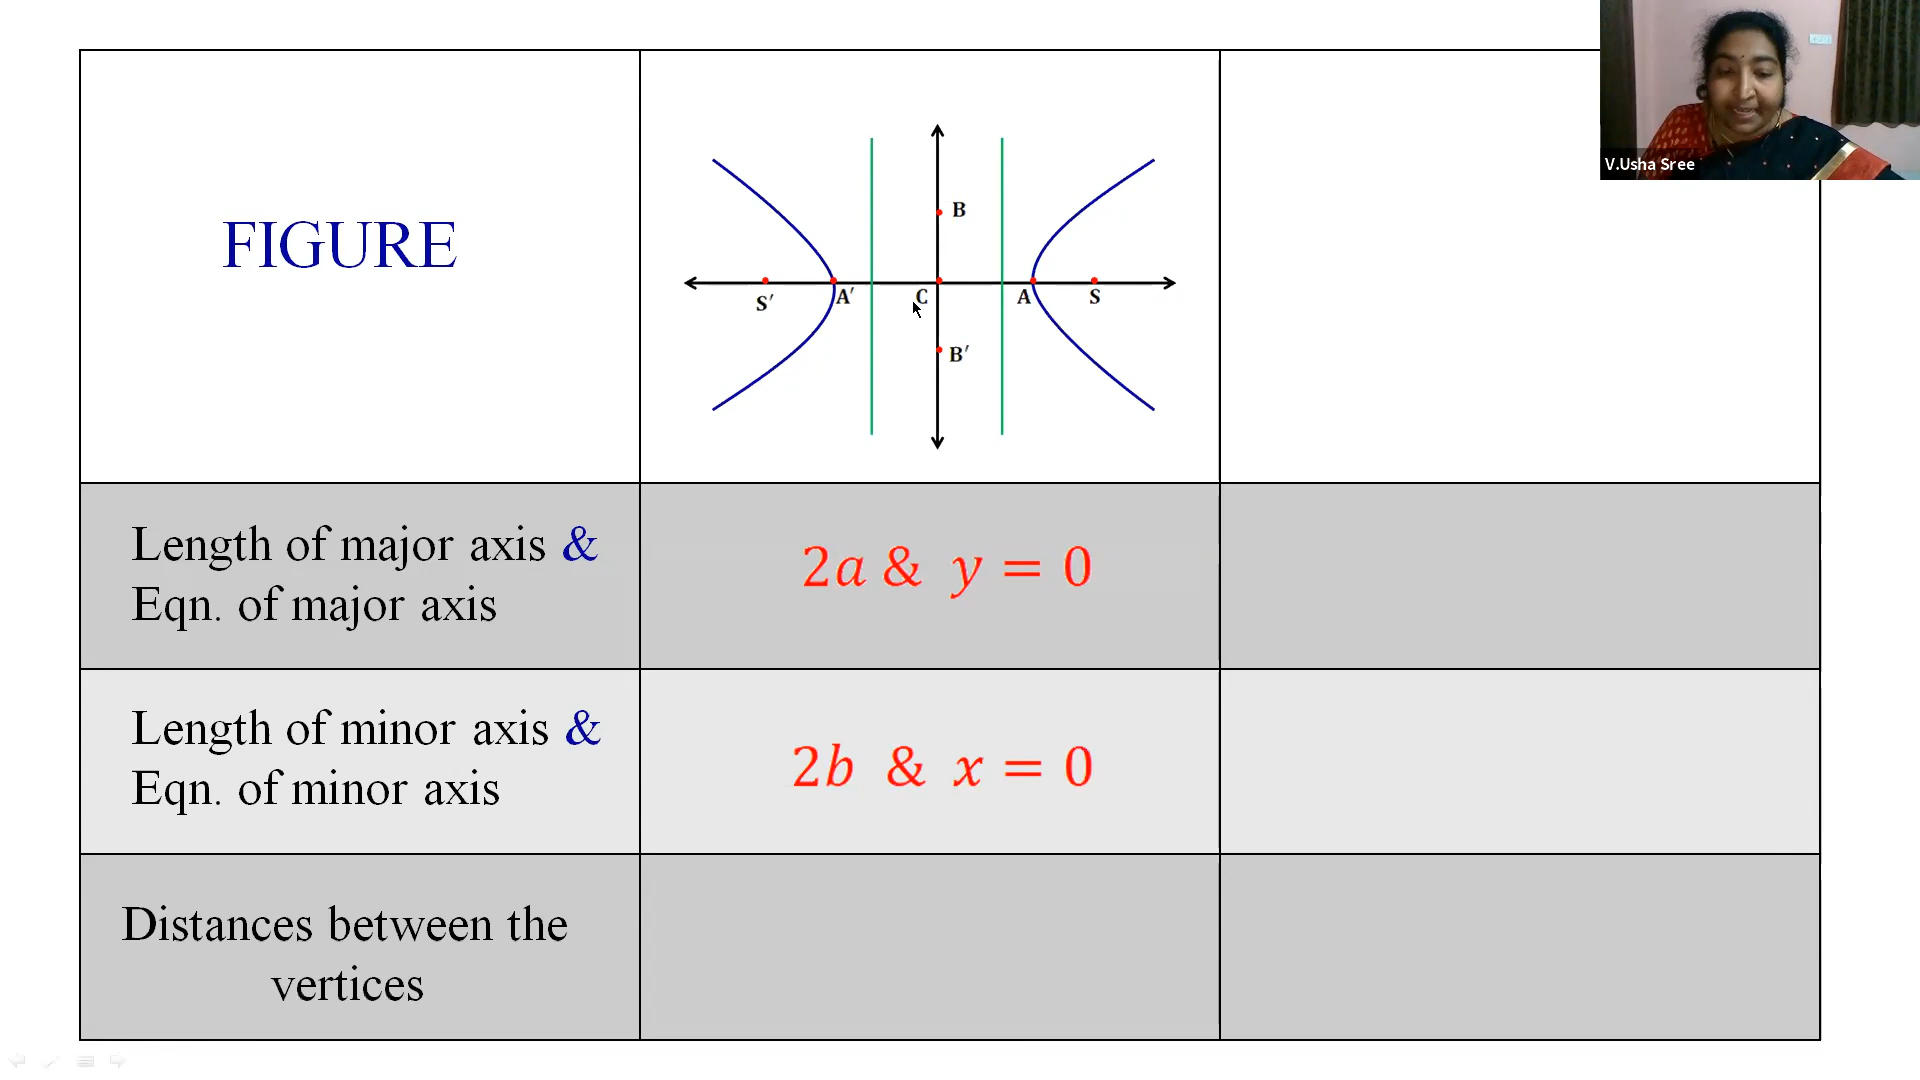 V.Usha Sree
FIGURE
B
S′ A′ C A S
B′
Length of major axis &
Eqn. of major axis
2a & y = 0
Length of minor axis &
Eqn. of minor axis
2b & x = 0
Distances between the
vertices